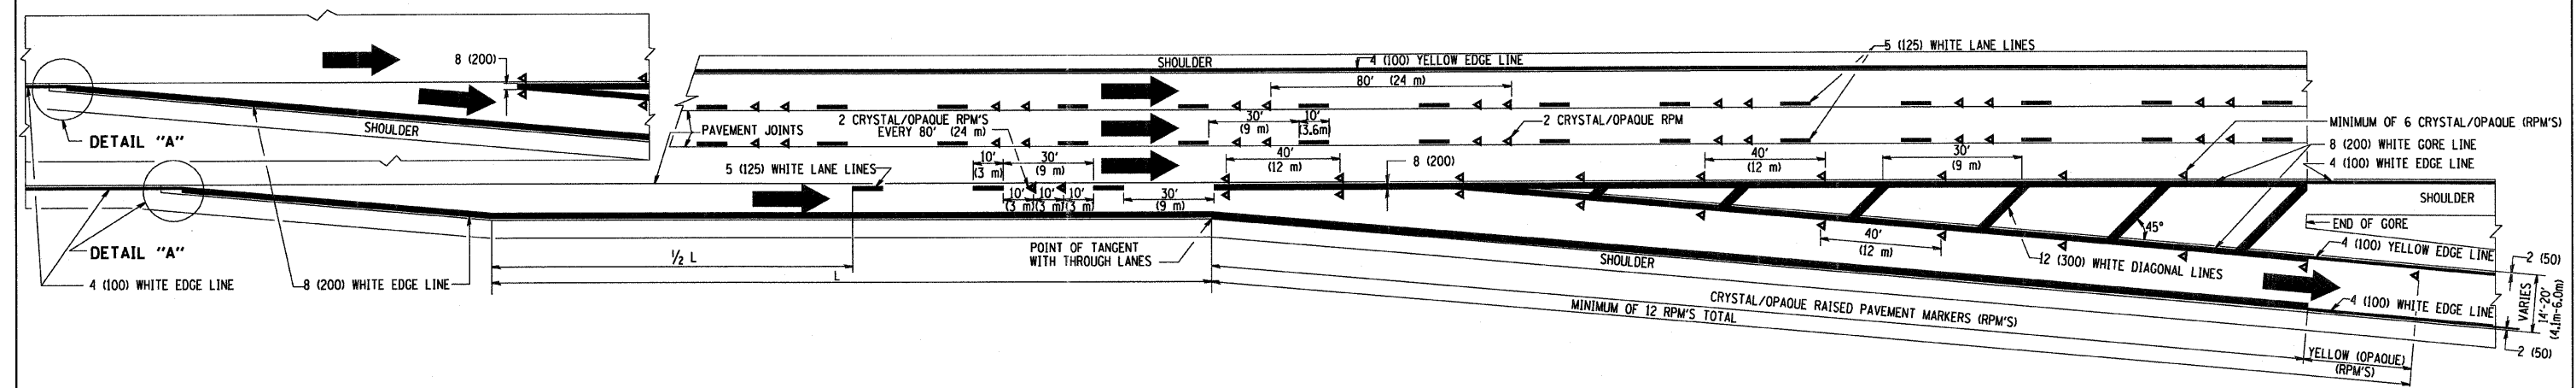 8 (200)
DETAIL "A"
SHOULDER
SHOULDER
4 (100) YELLOW EDGE LINE
5 (125) WHITE LANE LINES
80' (24 m)
2 CRYSTAL/OPAQUE RPM'S
EVERY 80' (24 m)
PAVEMENT JOINTS
30'
(9 m)
10'
(3.6m)
2 CRYSTAL/OPAQUE RPM
MINIMUM OF 6 CRYSTAL/OPAQUE (RPM'S)
8 (200) WHITE GORE LINE
4 (100) WHITE EDGE LINE
5 (125) WHITE LANE LINES
10'
(3 m)
30'
(9 m)
40'
(12 m)
8 (200)
40'
(12 m)
30'
(9 m)
10'
(3 m)
10'
(3 m)
10'
(3 m)
30'
(9 m)
SHOULDER
END OF GORE
45°
DETAIL "A"
4 (100) WHITE EDGE LINE
8 (200) WHITE EDGE LINE
½ L
L
POINT OF TANGENT
WITH THROUGH LANES
SHOULDER
40'
(12 m)
12 (300) WHITE DIAGONAL LINES
4 (100) YELLOW EDGE LINE
2 (50)
CRYSTAL/OPAQUE RAISED PAVEMENT MARKERS (RPM'S)
MINIMUM OF 12 RPM'S TOTAL
4 (100) WHITE EDGE LINE
VARIES
14'-20'
(4.1m-6.0m)
2 (50)
YELLOW (OPAQUE)
(RPM'S)